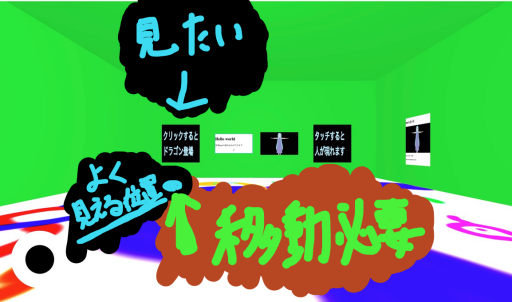 見たい
クリックすると
ドラゴン登場
Hello world
タッチすると
人が現れます
よく
見える位置
移動必要